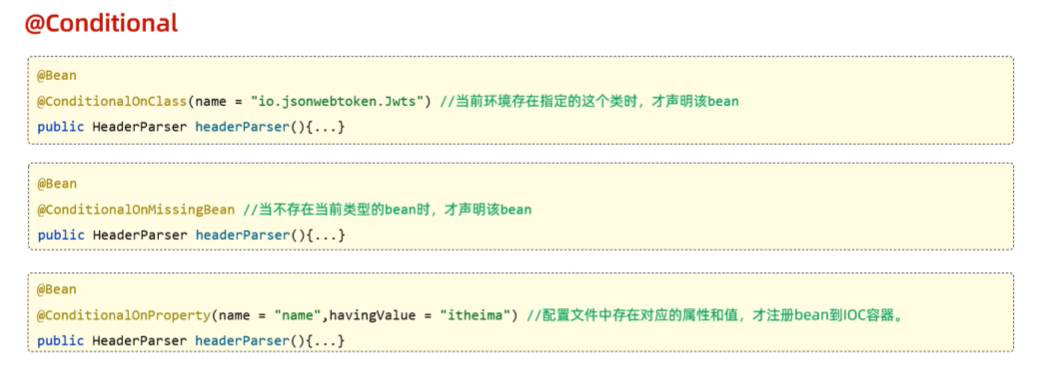 @Conditional
@Bean
@ConditionalOnClass(name = "io.jsonwebtoken.Jwts") //当前环境存在指定的这个类时，才声明该bean
public HeaderParser headerParser(){...}
@Bean
@ConditionalOnMissingBean //当不存在当前类型的bean时，才声明该bean
public HeaderParser headerParser(){...}
@Bean
@ConditionalOnProperty(name = "name",havingValue = "itheima") //配置文件中存在对应的属性和值，才注册bean到IOC容器。
public HeaderParser headerParser(){...}